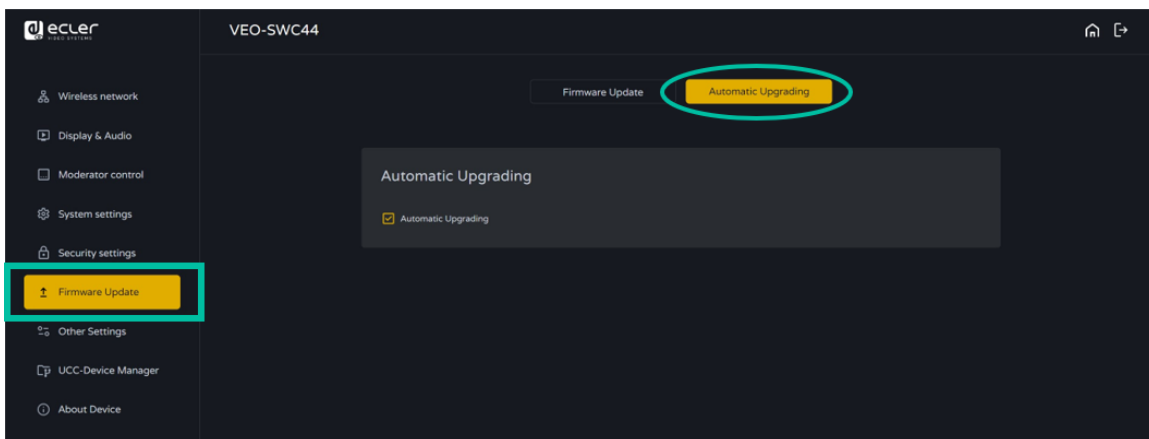 ecler
VIDEO SYSTEMS
VEO-SWC44
Wireless network
Display & Audio
Moderator control
System settings
Security settings
Firmware Update
Other Settings
UCC-Device Manager
About Device
Firmware Update
Automatic Upgrading
Automatic Upgrading
Automatic Upgrading